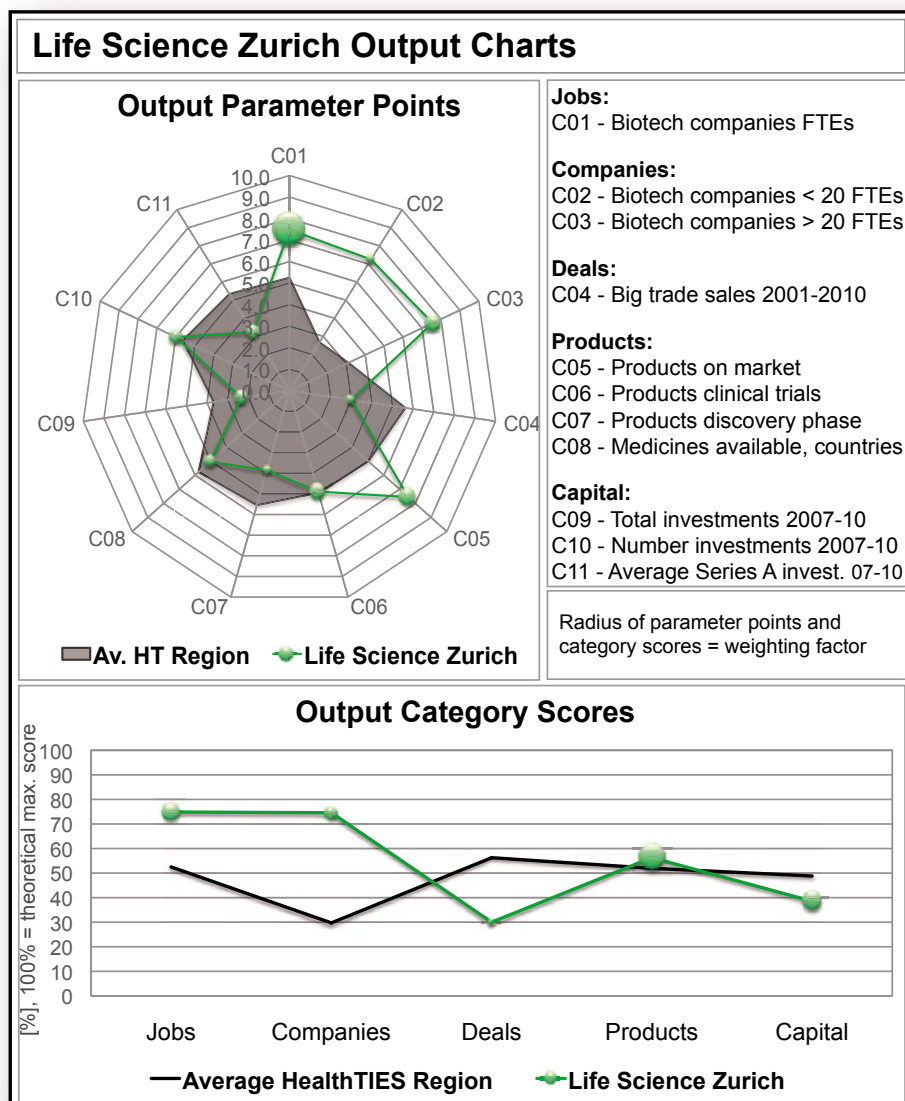 Life Science Zurich Output Charts
Output Parameter Points
C01
C02
C03
C04
C05
C06
C07
C08
C09
C10
C11
10.0
9.0
8.0
7.0
6.0
5.0
4.0
3.0
2.0
1.0
0.0
Av. HT Region
Life Science Zurich
Jobs:
C01 - Biotech companies FTEs
Companies:
C02 - Biotech companies < 20 FTEs
C03 - Biotech companies > 20 FTEs
Deals:
C04 - Big trade sales 2001-2010
Products:
C05 - Products on market
C06 - Products clinical trials
C07 - Products discovery phase
C08 - Medicines available, countries
Capital:
C09 - Total investments 2007-10
C10 - Number investments 2007-10
C11 - Average Series A invest. 07-10
Radius of parameter points and
category scores = weighting factor
Output Category Scores
[%], 100% = theoretical max. score
100
90
80
70
60
50
40
30
20
10
0
Jobs
Companies
Deals
Products
Capital
Average HealthTIES Region
Life Science Zurich